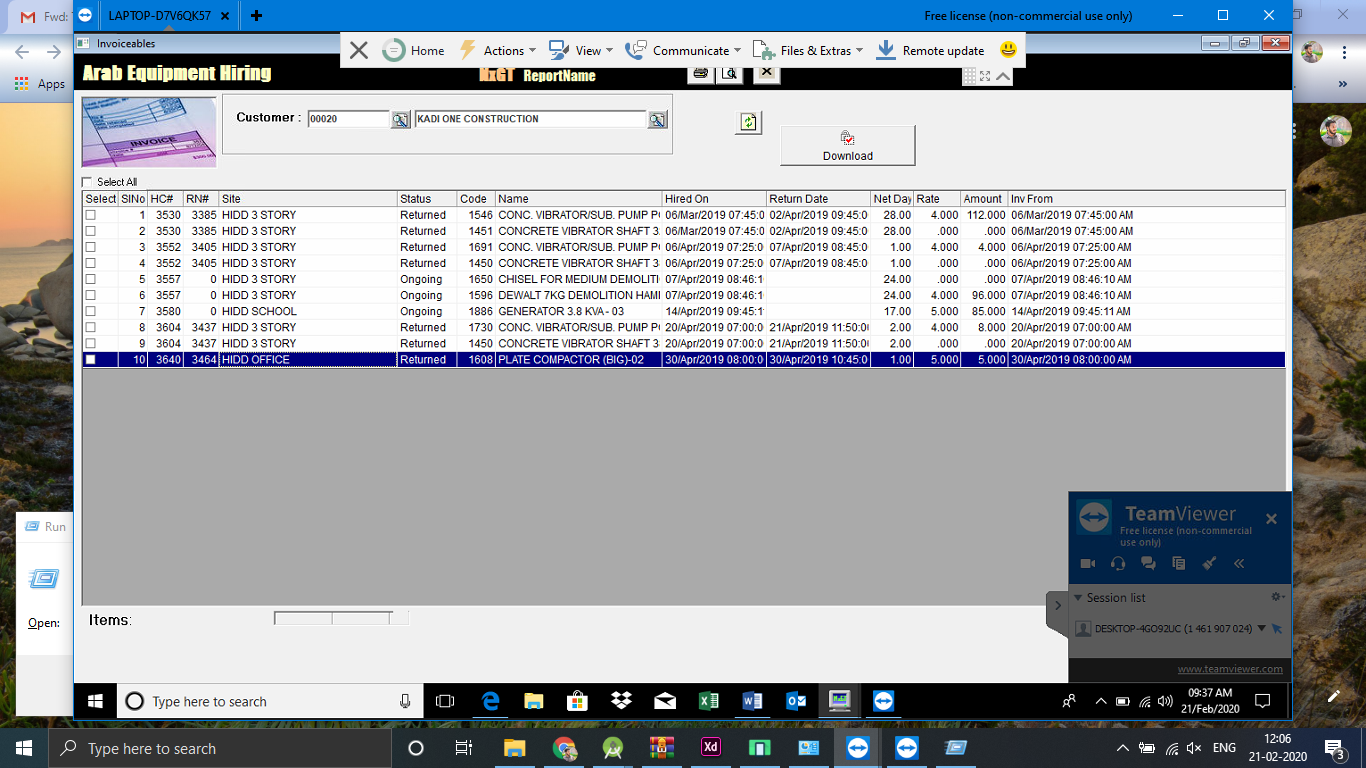 Fwd:
LAPTOP-D7V6QK57
Free license (non-commercial use only)
Invoiceables
Home
Actions
View
Communicate
Files & Extras
Remote update
Apps
Arab Equipment Hiring
NxGT ReportName
INVOICE
Customer :
00020
KADI ONE CONSTRUCTION
Download
Select All
Select SlNo HC# RN# Site Status Code Name Hired On Return Date Net Day Rate Amount Inv From
1 3530 3385 HIDD 3 STORY Returned 1546 CONC. VIBRATOR/SUB. PUMP P 06/Mar/2019 07:45:0 02/Apr/2019 09:45:0 28.00 4.000 112.000 06/Mar/2019 07:45:00 AM
2 3530 3385 HIDD 3 STORY Returned 1451 CONCRETE VIBRATOR SHAFT 3 06/Mar/2019 07:45:0 02/Apr/2019 09:45:0 28.00 .000 .000 06/Mar/2019 07:45:00 AM
3 3552 3405 HIDD 3 STORY Returned 1691 CONC. VIBRATOR/SUB. PUMP P 06/Apr/2019 07:25:0 07/Apr/2019 08:45:0 1.00 4.000 4.000 06/Apr/2019 07:25:00 AM
4 3552 3405 HIDD 3 STORY Returned 1450 CONCRETE VIBRATOR SHAFT 3 06/Apr/2019 07:25:0 07/Apr/2019 08:45:0 1.00 .000 .000 06/Apr/2019 07:25:00 AM
5 3557 0 HIDD 3 STORY Ongoing 1650 CHISEL FOR MEDIUM DEMOLITI 07/Apr/2019 08:46:1 24.00 .000 .000 07/Apr/2019 08:46:10 AM
6 3557 0 HIDD 3 STORY Ongoing 1596 DEWALT 7KG DEMOLITION HAM 07/Apr/2019 08:46:1 24.00 4.000 96.000 07/Apr/2019 08:46:10 AM
7 3580 0 HIDD SCHOOL Ongoing 1886 GENERATOR 3.8 KVA - 03 14/Apr/2019 09:45:1 17.00 5.000 85.000 14/Apr/2019 09:45:11 AM
8 3604 3437 HIDD 3 STORY Returned 1730 CONC. VIBRATOR/SUB. PUMP P 20/Apr/2019 07:00:0 21/Apr/2019 11:50:0 2.00 4.000 8.000 20/Apr/2019 07:00:00 AM
9 3604 3437 HIDD 3 STORY Returned 1450 CONCRETE VIBRATOR SHAFT 3 20/Apr/2019 07:00:0 21/Apr/2019 11:50:0 2.00 .000 .000 20/Apr/2019 07:00:00 AM
10 3640 3464 HIDD OFFICE Returned 1608 PLATE COMPACTOR (BIG)-02 30/Apr/2019 08:00:0 30/Apr/2019 10:45:0 1.00 5.000 5.000 30/Apr/2019 08:00:00 AM
Items:
Run
Open:
TeamViewer
Free license (non-commercial
use only)
Session list
DESKTOP-4GO92UC (1 461 907 024)
www.teamviewer.com
Type here to search
09:37 AM
21/Feb/2020
Type here to search
Xd
ENG
12:06
21-02-2020
3